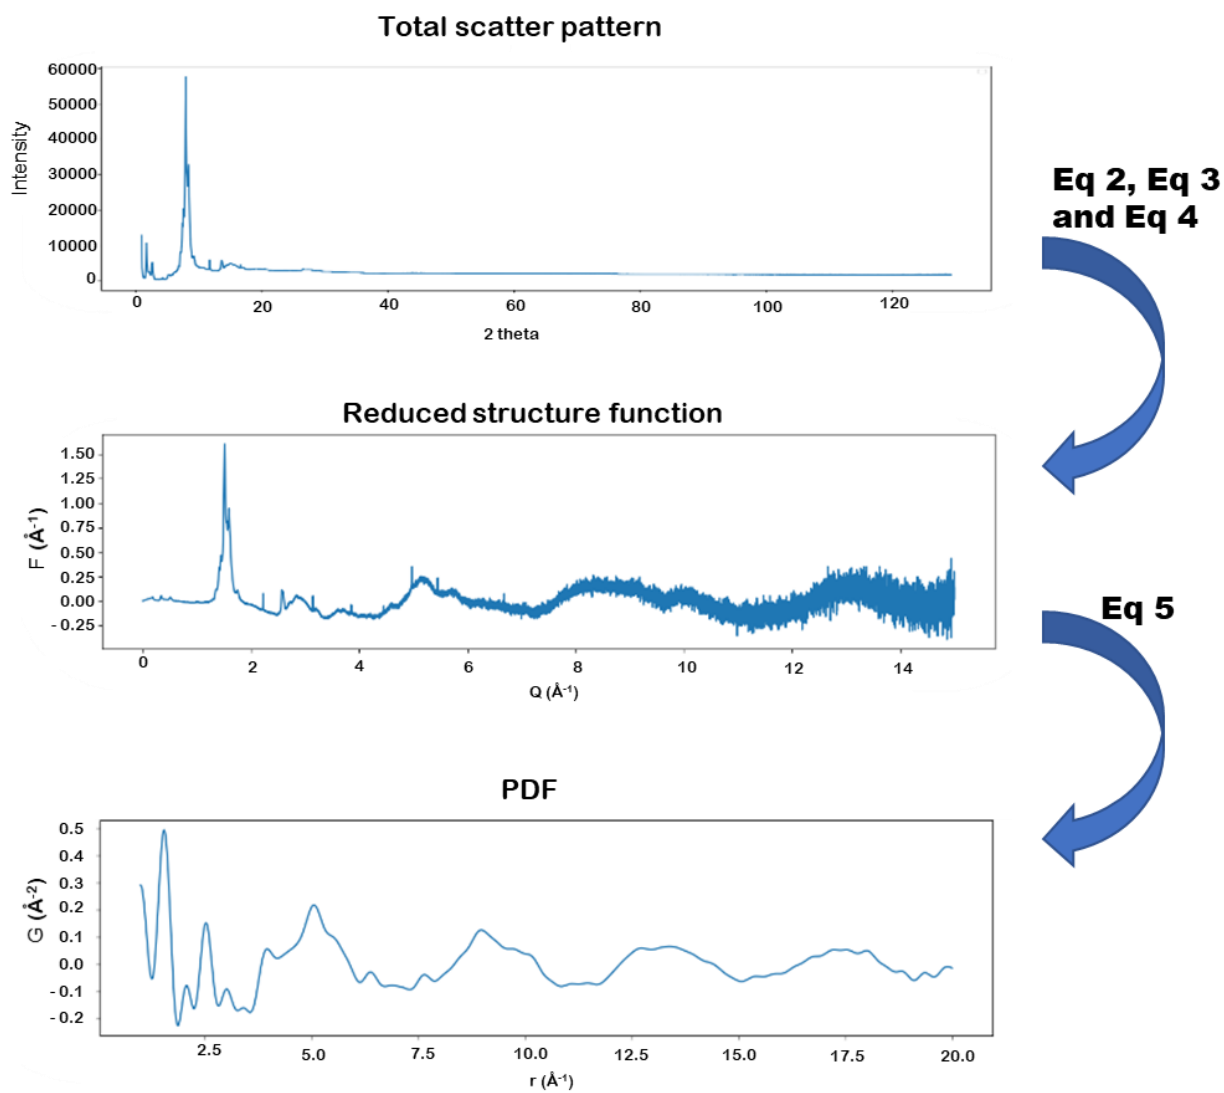 Total scatter pattern
60000
50000
40000
30000
20000
10000
0
Intensity
0 20 40 60 80 100 120
2 theta
Eq 2, Eq 3
and Eq 4
Reduced structure function
1.50
1.25
1.00
0.75
0.50
0.25
0.00
-0.25
F (Å-1)
0 2 4 6 8 10 12 14
Q (Å-1)
Eq 5
PDF
0.5
0.4
0.3
0.2
0.1
0.0
-0.1
-0.2
G (Å-2)
2.5 5.0 7.5 10.0 12.5 15.0 17.5 20.0
r (Å-1)